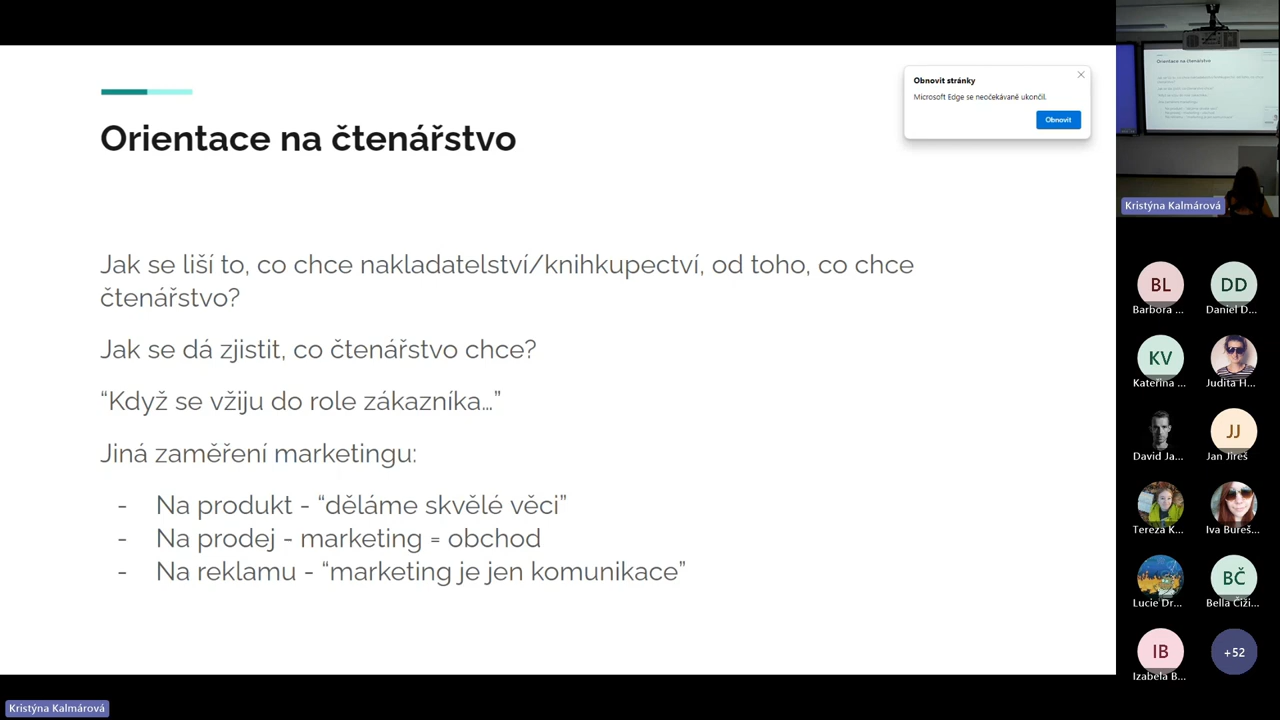 Orientace na čtenářstvo
Jak se liší to, co chce nakladatelství/knihkupectví, od toho, co chce
čtenářstvo?
Jak se dá zjistit, co čtenářstvo chce?
“Když se vžiju do role zákazníka…”
Jiná zaměření marketingu:
- Na produkt - “děláme skvělé věci”
- Na prodej - marketing = obchod
- Na reklamu - “marketing je jen komunikace”
Obnovit stránky
Microsoft Edge se neočekávaně ukončil.
Obnovit
Orientace na čtenářstvo
Kristýna Kalmárová
BL
Barbora ...
DD
Daniel D...
KV
Kateřina ...
Judita H...
David Ja...
JJ
Jan Jireš
Tereza K...
Iva Bureš...
Lucie Dr...
BČ
Bella Čiži...
IB
Izabela B...
+52
Kristýna Kalmárová